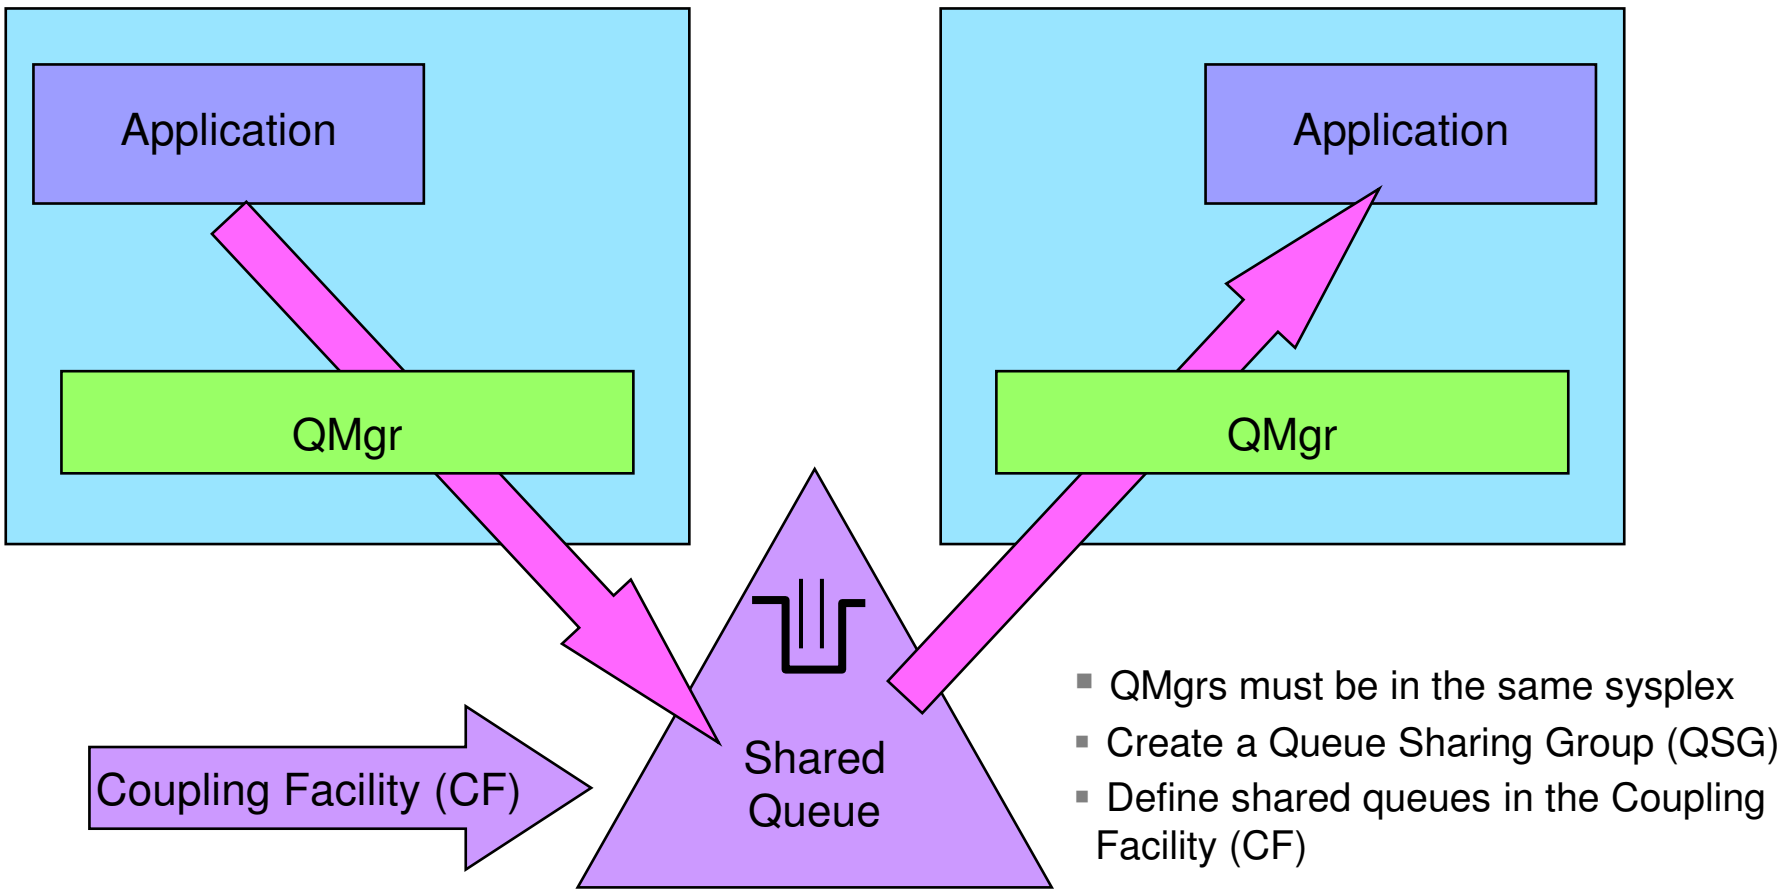 Application
Application
QMgr
QMgr
Shared
Queue
Coupling Facility (CF)
▪ QMgrs must be in the same sysplex
▪ Create a Queue Sharing Group (QSG)
▪ Define shared queues in the Coupling
Facility (CF)